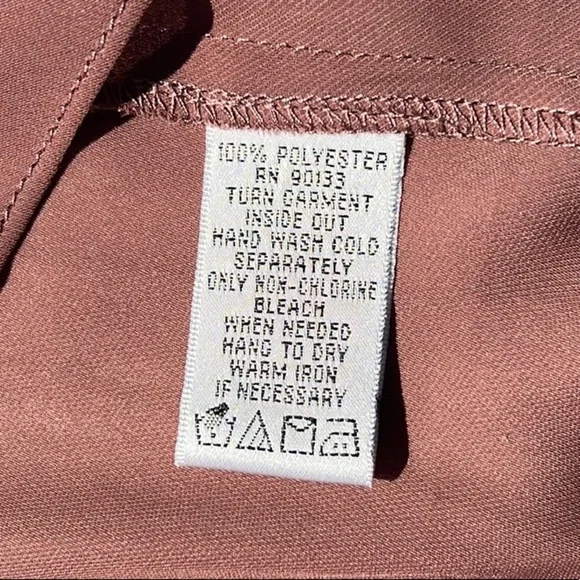 100% POLYESTER
RN 90133
TURN GARMENT
INSIDE OUT
HAND WASH COLD
SEPARATELY
ONLY NON-CHLORINE
BLEACH
WHEN NEEDED
HANG TO DRY
WARM IRON
IF NECESSARY